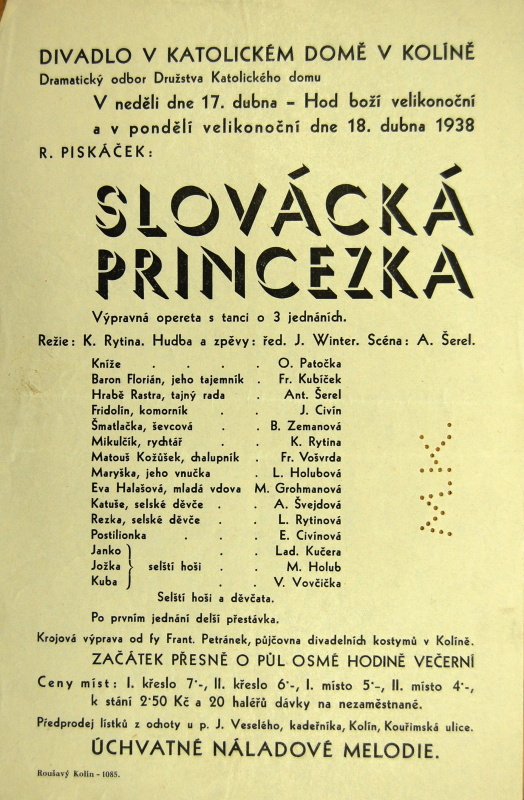 DIVADLO V KATOLICKÉM DOMĚ V KOLÍNĚ
Dramatický odbor Družstva Katolického domu
V neděli dne 17. dubna – Hod boží velikonoční
a v pondělí velikonoční dne 18. dubna 1938
R. PISKÁČEK:
SLOVÁCKÁ
PRINCEZKA
Výpravná opereta s tanci o 3 jednáních.
Režie: K. Rytina. Hudba a zpěvy: řed. J. Winter. Scéna: A. Šerel.
Kníže . . . . O. Patočka
Baron Florián, jeho tajemník . Fr. Kubíček
Hrabě Rastra, tajný rada . Ant. Šerel
Fridolín, komorník . . J. Civín
Šmatlačka, ševcová . . B. Zemanová
Mikulčík, rychtář . . K. Rytina
Matouš Kožůšek, chalupník . Fr. Vošvrda
Maryška, jeho vnučka . L. Holubová
Eva Halašová, mladá vdova M. Grohmanová
Katuše, selské děvče . . A. Švejdová
Rezka, selské děvče . . L. Rytinová
Postilionka . . . E. Civínová
Janko . . Lad. Kučera
Jožka } selští hoši . . M. Holub
Kuba . . V. Vovčička
Selští hoši a děvčata.
Po prvním jednání delší přestávka.
Krojová výprava od fy Frant. Petránek, půjčovna divadelních kostymů v Kolíně.
ZAČÁTEK PŘESNĚ O PŮL OSMÉ HODINĚ VEČERNÍ
Ceny míst: I. křeslo 7·-, II. křeslo 6·-, I. místo 5·-, II. místo 4·-,
k stání 2·50 Kč a 20 haléřů dávky na nezaměstnané.
Předprodej lístků z ochoty u p. J. Veselého, kadeřníka, Kolín, Kouřimská ulice.
ÚCHVATNÉ NÁLADOVÉ MELODIE.
Roušavý Kolín - 1085.
M.K.